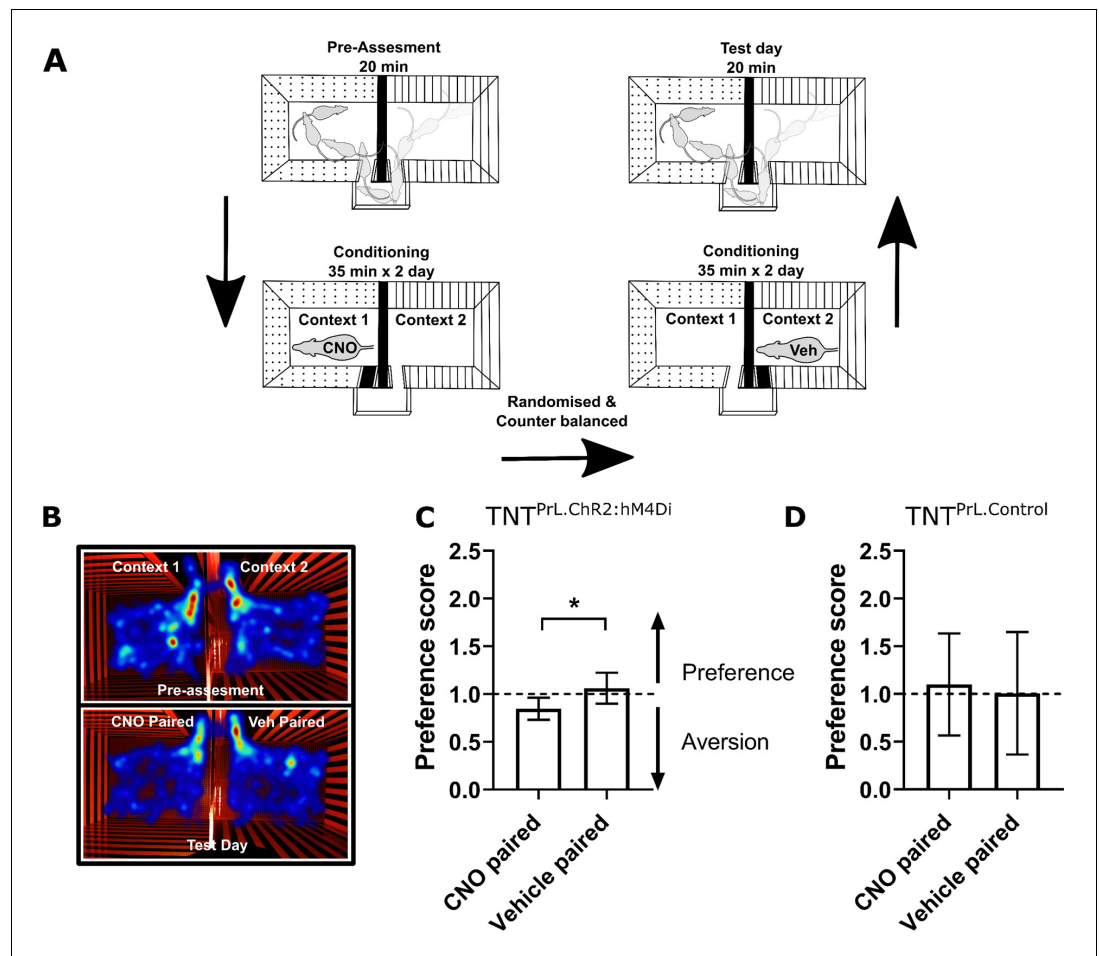 A
Pre-Assesment
20 min
Test day
20 min
Conditioning
35 min x 2 day
Conditioning
35 min x 2 day
Context 1
Context 2
CNO
Context 1
Context 2
Veh
Randomised &
Counter balanced
B
Context 1
Context 2
Pre-assesment
CNO Paired
Veh Paired
Test Day
C
TNTPrL.ChR2:hM4Di
Preference score
2.5
2.0
1.5
1.0
0.5
0.0
*
Preference
Aversion
CNO paired
Vehicle paired
D
TNTPrL.Control
Preference score
2.5
2.0
1.5
1.0
0.5
0.0
CNO paired
Vehicle paired